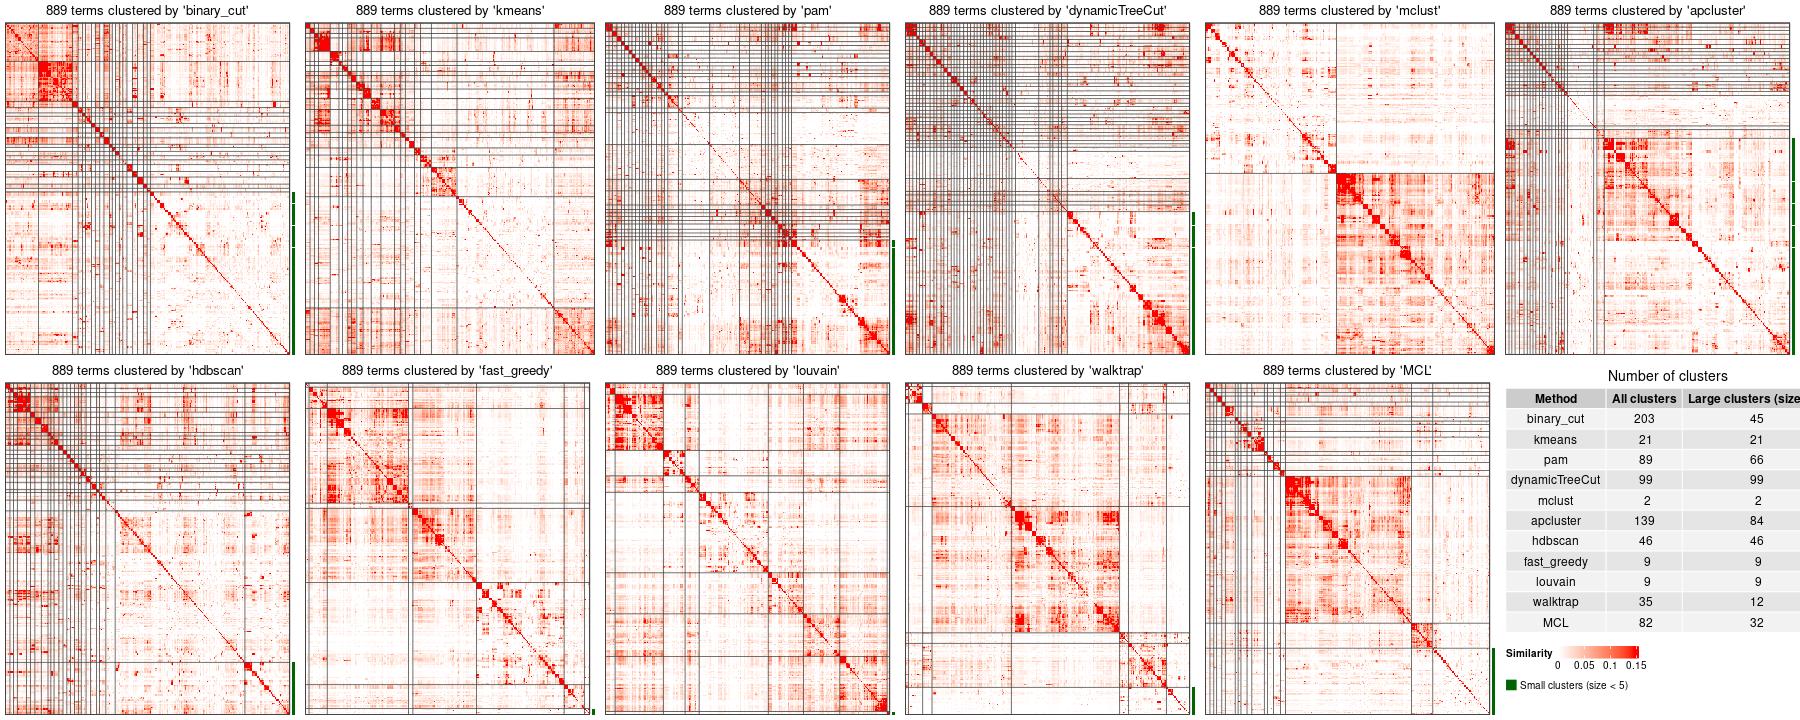 889 terms clustered by 'binary_cut'
889 terms clustered by 'kmeans'
889 terms clustered by 'pam'
889 terms clustered by 'dynamicTreeCut'
889 terms clustered by 'mclust'
889 terms clustered by 'apcluster'
889 terms clustered by 'hdbscan'
889 terms clustered by 'fast_greedy'
889 terms clustered by 'louvain'
889 terms clustered by 'walktrap'
889 terms clustered by 'MCL'
Number of clusters
Method All clusters Large clusters (size
binary_cut 203 45
kmeans 21 21
pam 89 66
dynamicTreeCut 99 99
mclust 2 2
apcluster 139 84
hdbscan 46 46
fast_greedy 9 9
louvain 9 9
walktrap 35 12
MCL 82 32
Similarity
0 0.05 0.1 0.15
Small clusters (size < 5)